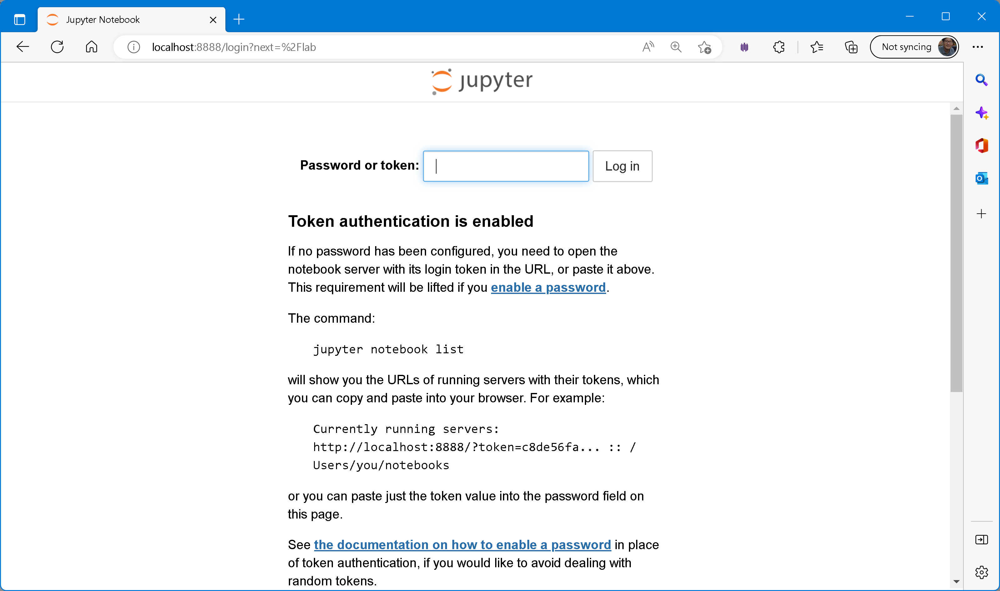 Jupyter Notebook
localhost:8888/login?next=%2Flab
Not syncing
jupyter
Password or token:
Log in
Token authentication is enabled
If no password has been configured, you need to open the
notebook server with its login token in the URL, or paste it above.
This requirement will be lifted if you enable a password.
The command:
jupyter notebook list
will show you the URLs of running servers with their tokens, which
you can copy and paste into your browser. For example:
Currently running servers:
http://localhost:8888/?token=c8de56fa... :: /
Users/you/notebooks
or you can paste just the token value into the password field on
this page.
See the documentation on how to enable a password in place
of token authentication, if you would like to avoid dealing with
random tokens.